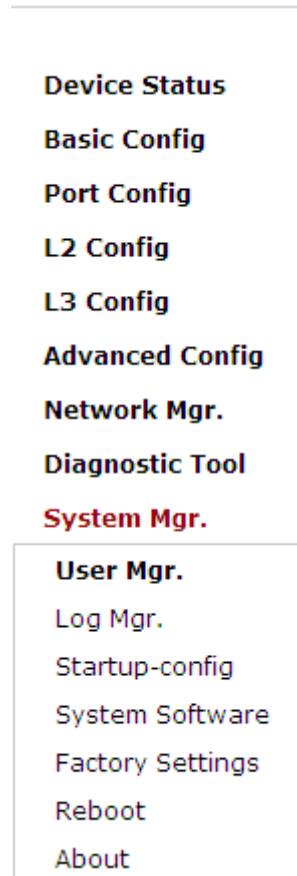 Device Status
Basic Config
Port Config
L2 Config
L3 Config
Advanced Config
Network Mgr.
Diagnostic Tool
System Mgr.
User Mgr.
Log Mgr.
Startup-config
System Software
Factory Settings
Reboot
About